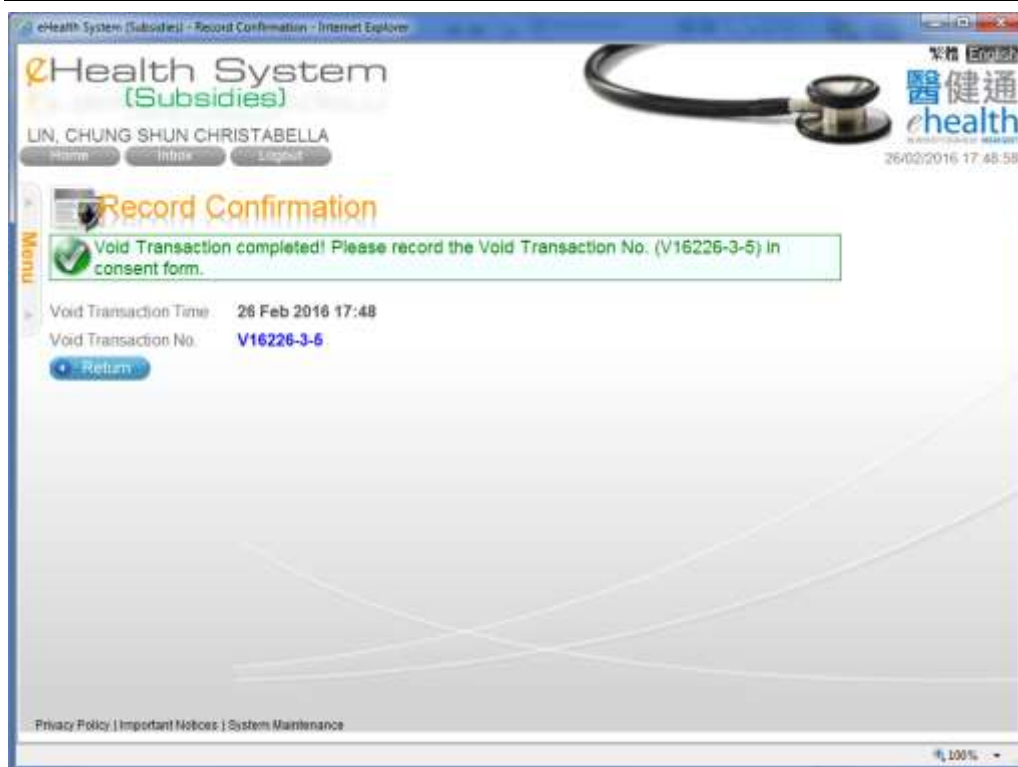 eHealth System (Subsidies) - Record Confirmation - Internet Explorer
eHealth System
(Subsidies)
繁體 English
醫健通
ehealth
LIN, CHUNG SHUN CHRISTABELLA
Home Inbox Logout
26/02/2016 17:48:58
Record Confirmation
Menu
Void Transaction completed! Please record the Void Transaction No. (V16226-3-5) in
consent form.
Void Transaction Time 26 Feb 2016 17:48
Void Transaction No. V16226-3-5
Return
Privacy Policy | Important Notices | System Maintenance
100%